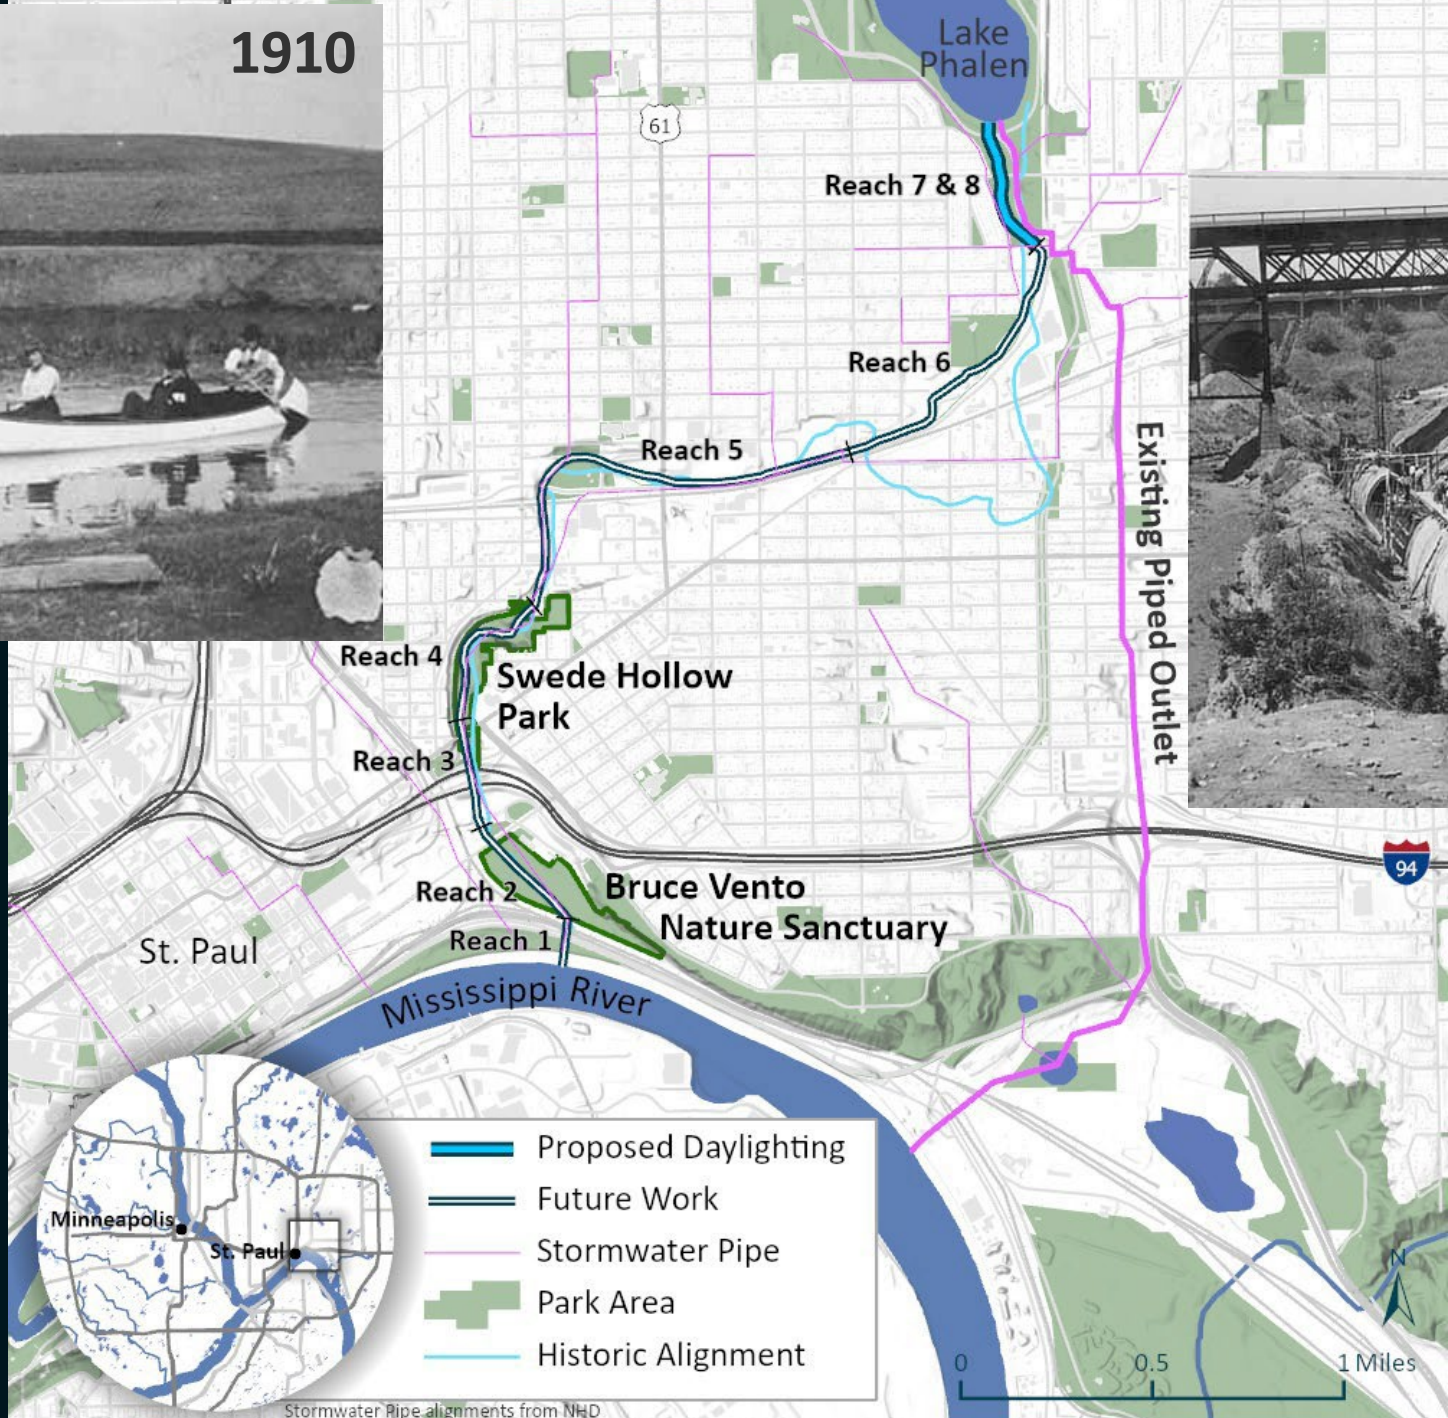 1910
Lake
Phalen
61
Reach 7 & 8
Reach 6
Reach 5
Existing Piped Outlet
Reach 4
Swede Hollow
Park
Reach 3
94
Reach 2
Bruce Vento
Nature Sanctuary
Reach 1
St. Paul
Mississippi River
Proposed Daylighting
Future Work
Stormwater Pipe
Park Area
Historic Alignment
Minneapolis
St. Paul
N
0 0.5 1 Miles
Stormwater Pipe alignments from NHD